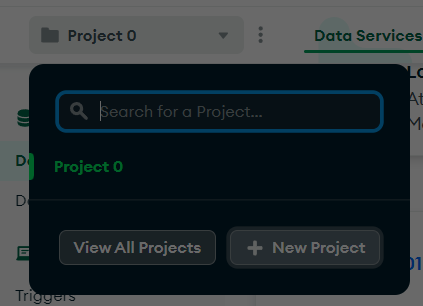 Project 0
Data Services
Search for a Project...
Project 0
View All Projects
New Project
Triggers